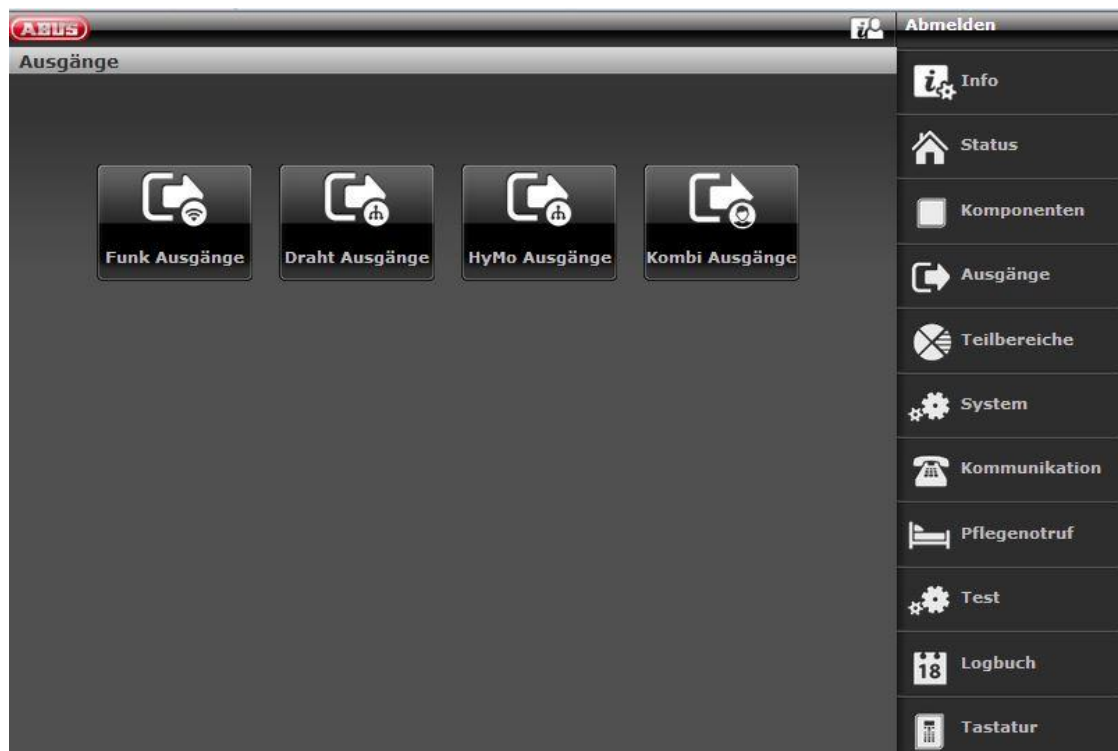 ABUS
Abmelden
Ausgänge
Funk Ausgänge
Draht Ausgänge
HyMo Ausgänge
Kombi Ausgänge
Info
Status
Komponenten
Ausgänge
Teilbereiche
System
Kommunikation
Pflegenotruf
Test
18
Logbuch
Tastatur